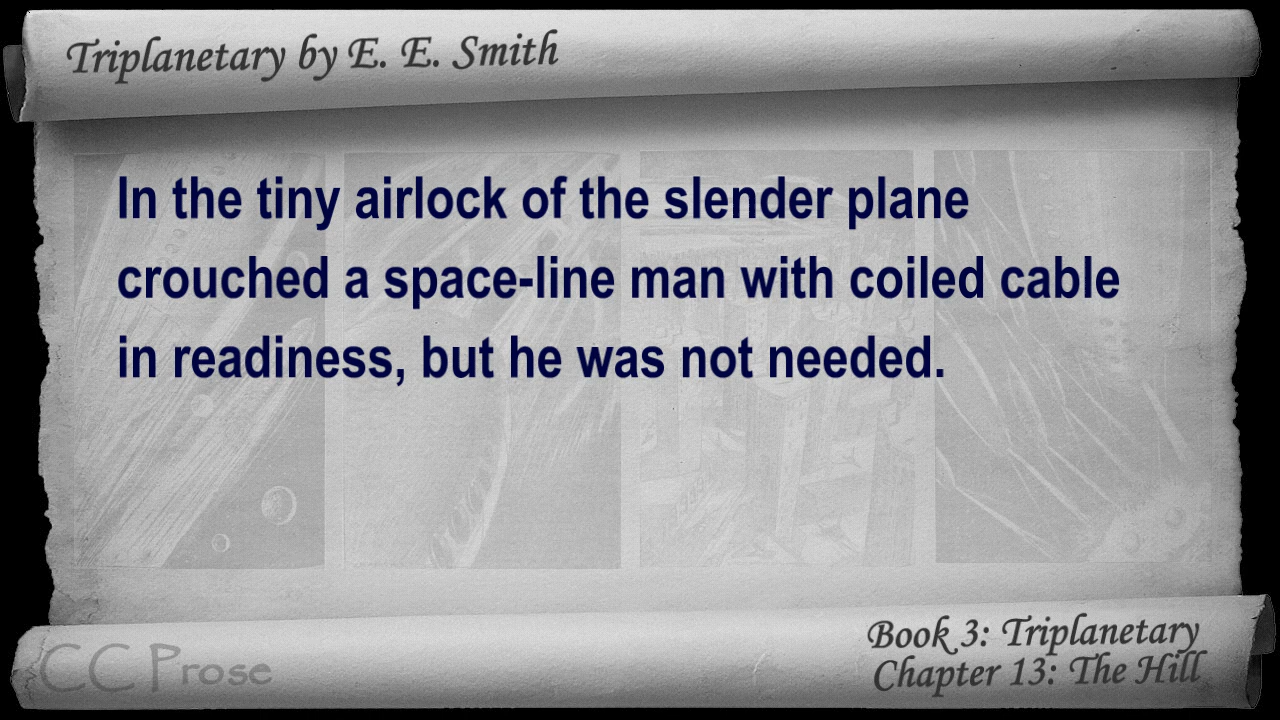 Triplanetary by E. E. Smith
In the tiny airlock of the slender plane
crouched a space-line man with coiled cable
in readiness, but he was not needed.
Book 3: Triplanetary
Chapter 13: The Hill
CC Prose